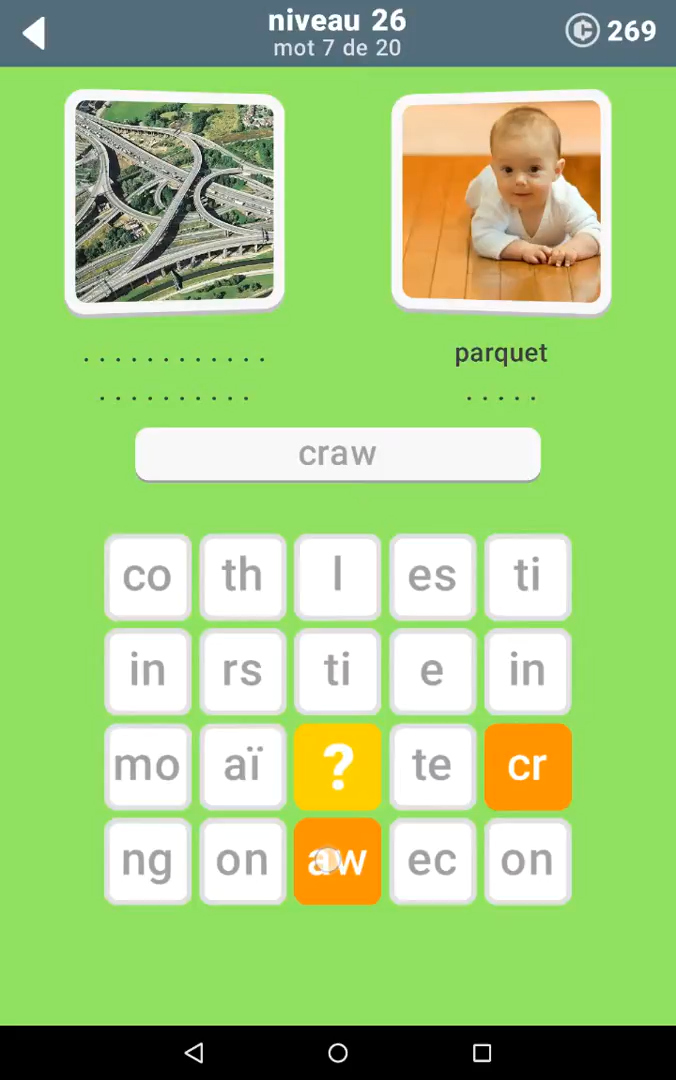 niveau 26
mot 7 de 20
269
parquet
craw
co th l es ti
in rs ti e in
mo aï ? te cr
ng on aw ec on